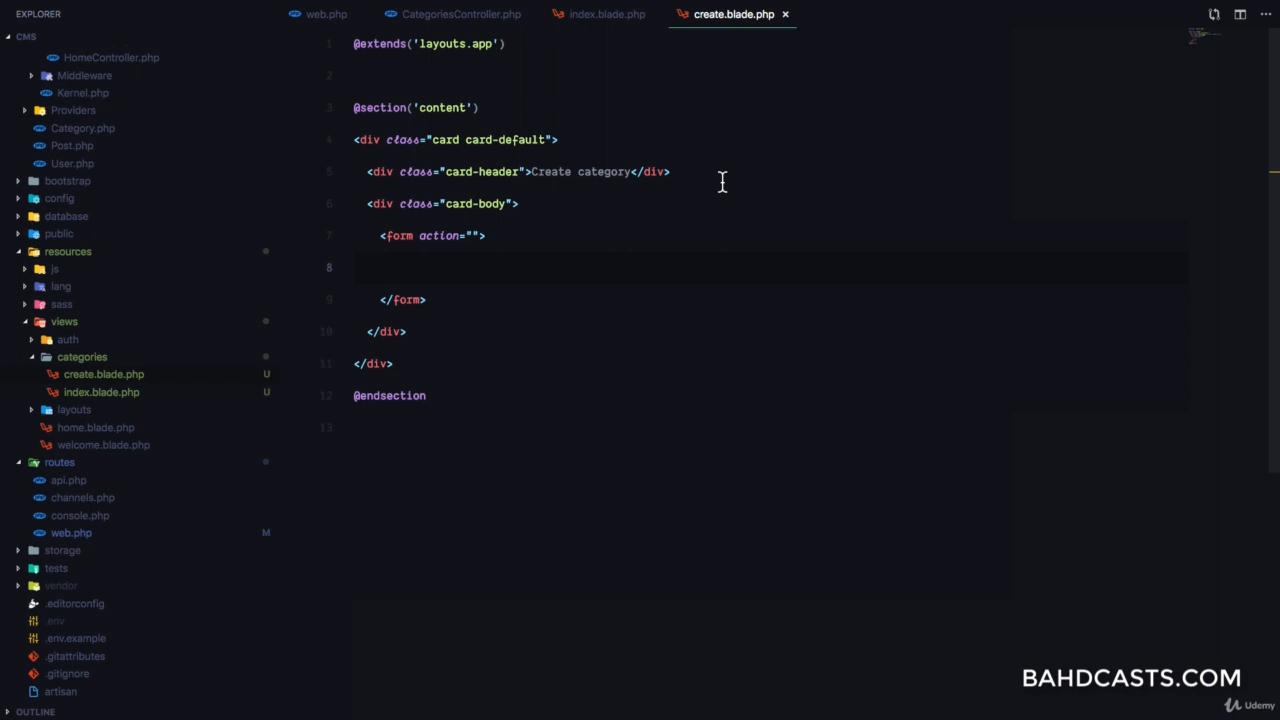 EXPLORER
web.php
CategoriesController.php
index.blade.php
create.blade.php
CMS
HomeController.php
Middleware
Kernel.php
Providers
Category.php
Post.php
User.php
bootstrap
config
database
public
resources
js
lang
sass
views
auth
categories
create.blade.php U
index.blade.php U
layouts
home.blade.php
welcome.blade.php
routes
api.php
channels.php
console.php
web.php M
storage
tests
vendor
.editorconfig
.env
.env.example
.gitattributes
.gitignore
artisan
OUTLINE
1 @extends('layouts.app')
2
3 @section('content')
4 <div class="card card-default">
5 <div class="card-header">Create category</div>
6 <div class="card-body">
7 <form action="">
8
9 </form>
10 </div>
11 </div>
12 @endsection
13
BAHDCASTS.COM
Udemy